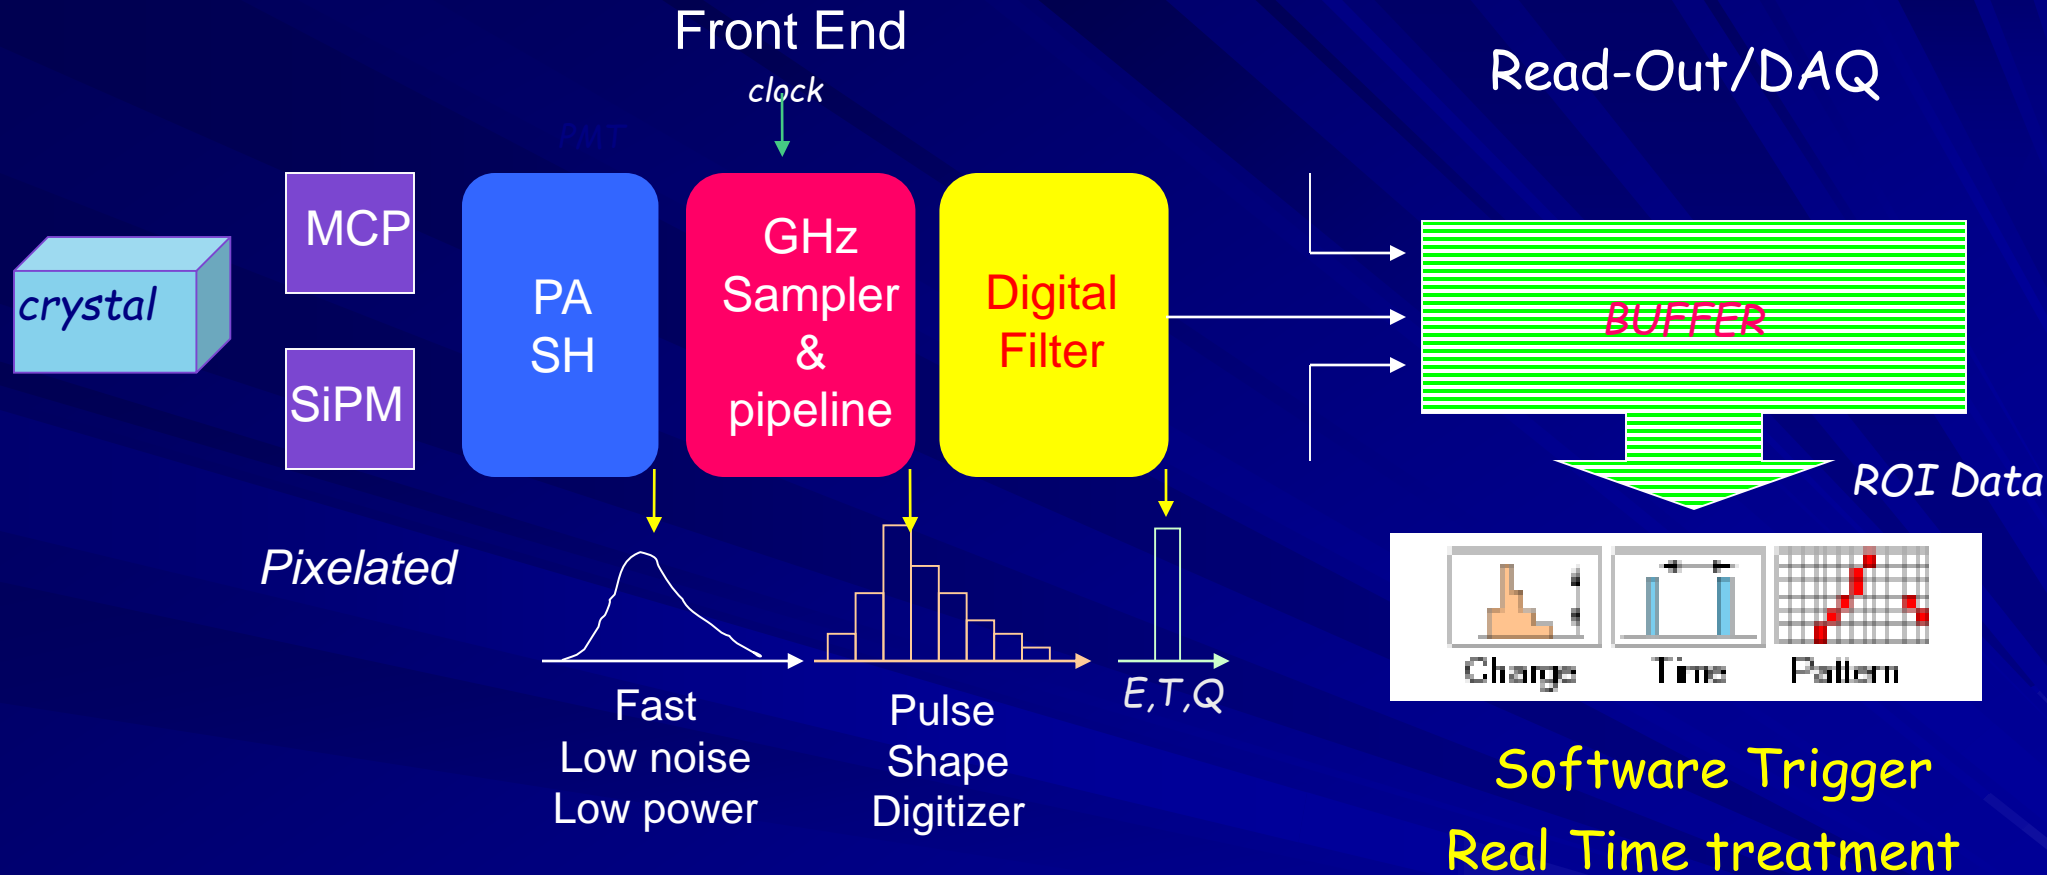 Front End
clock
Read-Out/DAQ
PMT
MCP
crystal
SiPM
PA
SH
GHz
Sampler
&
pipeline
Digital
Filter
BUFFER
ROI Data
Pixelated
E,T,Q
Fast
Low noise
Low power
Pulse
Shape
Digitizer
Charge
Time
Pattern
Software Trigger
Real Time treatment